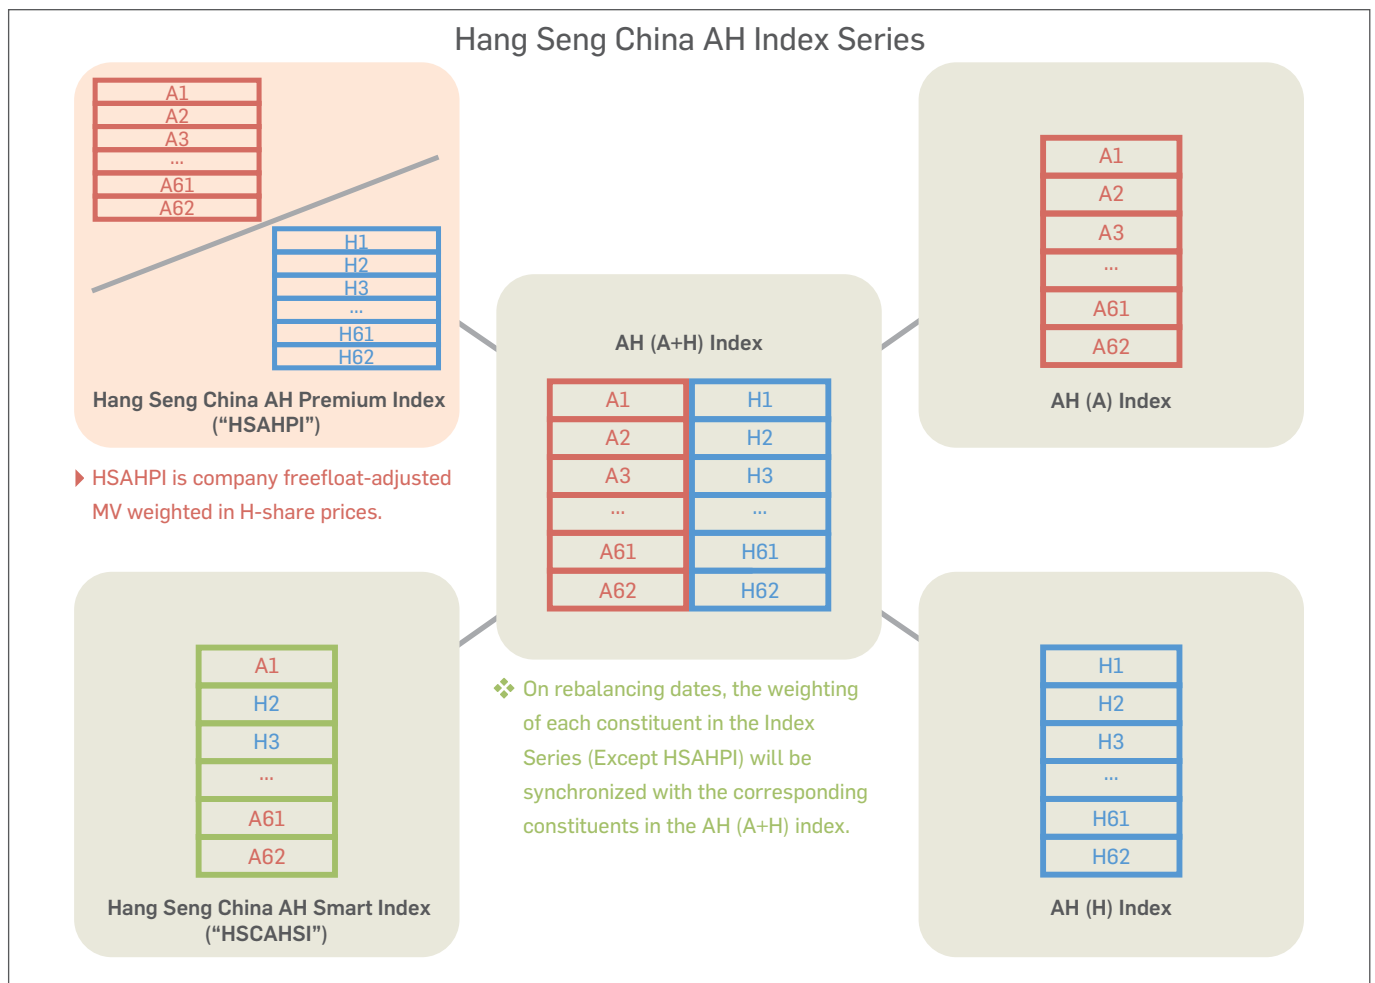 Hang Seng China AH Index Series
A1
A2
A3
...
A61
A62
H1
H2
H3
...
H61
H62
Hang Seng China AH Premium Index
(“HSAHPI”)
HSAHPI is company freefloat-adjusted
MV weighted in H-share prices.
AH (A+H) Index
A1 H1
A2 H2
A3 H3
... ...
A61 H61
A62 H62
On rebalancing dates, the weighting
of each constituent in the Index
Series (Except HSAHPI) will be
synchronized with the corresponding
constituents in the AH (A+H) index.
A1
A2
A3
...
A61
A62
AH (A) Index
A1
H2
H3
...
A61
A62
Hang Seng China AH Smart Index
(“HSCAHSI”)
H1
H2
H3
...
H61
H62
AH (H) Index